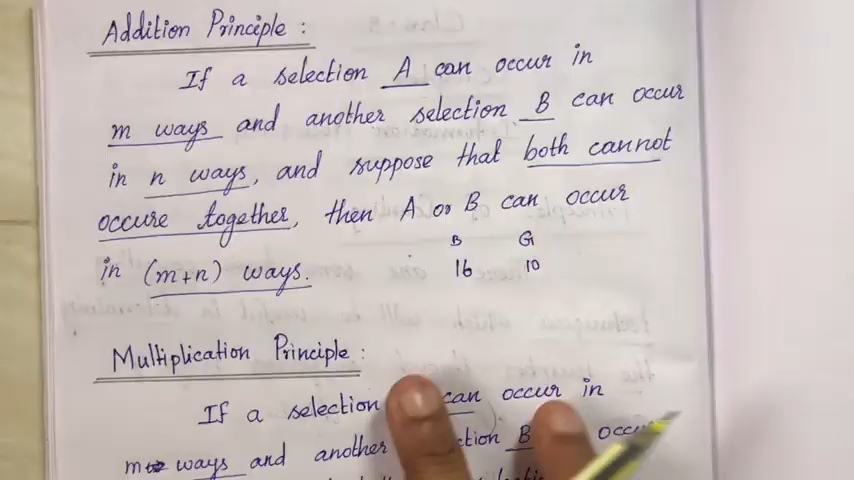 Addition Principle :
If a selection A can occur in
m ways and another selection B can occur
in n ways, and suppose that both cannot
occure together, then A or B can occur
B G
in (m+n) ways. 16 10
Multiplication Principle :
If a selection can occur in
m ways and another B